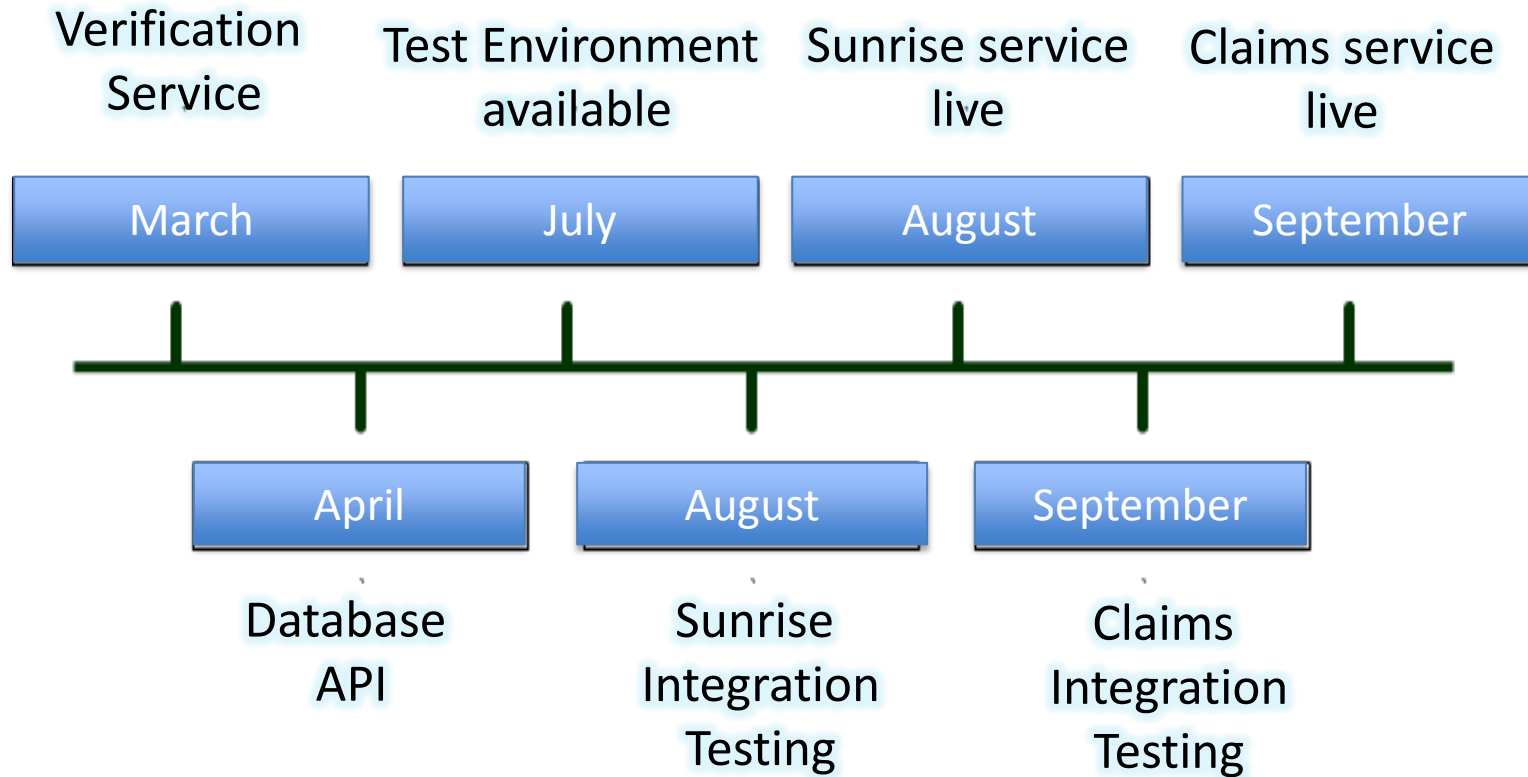 Verification
Service
Test Environment
available
Sunrise service
live
Claims service
live
March
July
August
September
April
August
September
Database
API
Sunrise
Integration
Testing
Claims
Integration
Testing